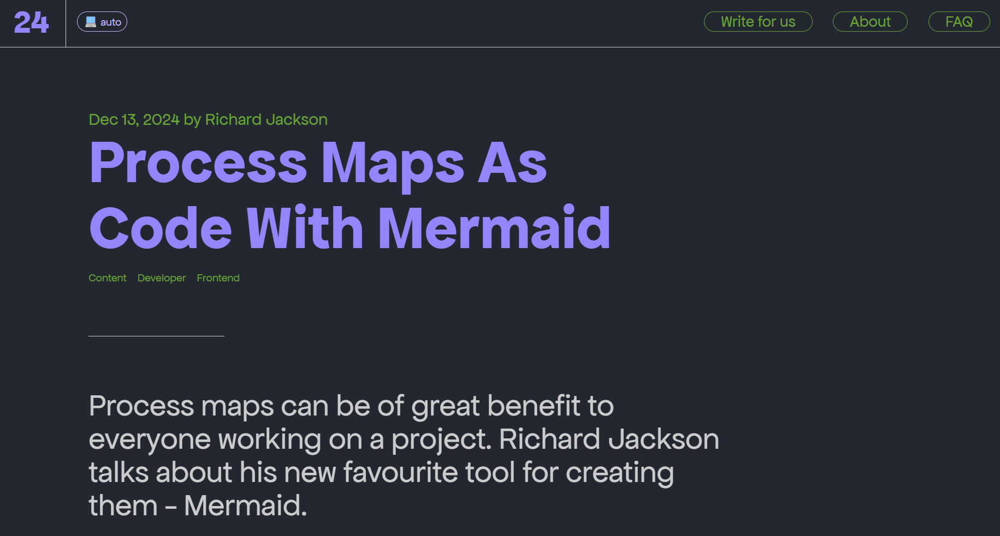 24
auto
Write for us
About
FAQ
Dec 13, 2024 by Richard Jackson
Process Maps As
Code With Mermaid
Content Developer Frontend
Process maps can be of great benefit to
everyone working on a project. Richard Jackson
talks about his new favourite tool for creating
them - Mermaid.